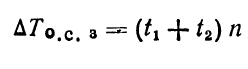 ΔTо.с. з = (t₁ + t₂) n